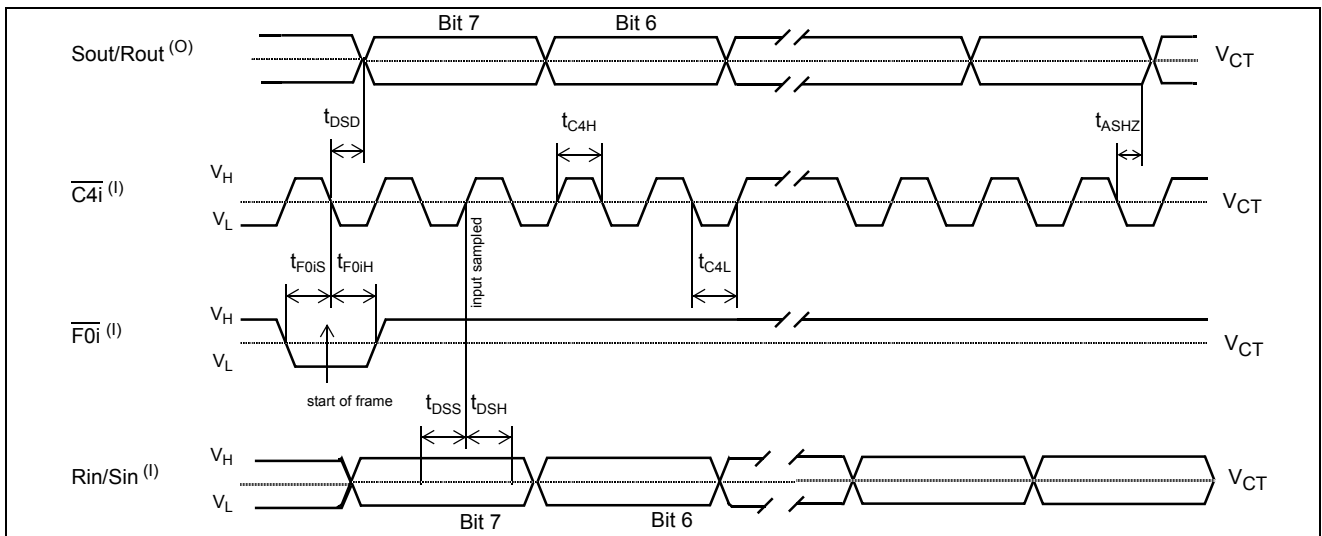 Bit 7 Bit 6
Sout/Rout (O) VCT
tDSD tC4H tASHZ
VH
C4i (I) VCT
VL
tF0iS tF0iH input sampled tC4L
VH
F0i (I) VCT
VL
start of frame tDSS tDSH
VH
Rin/Sin (I) VCT
VL
Bit 7 Bit 6